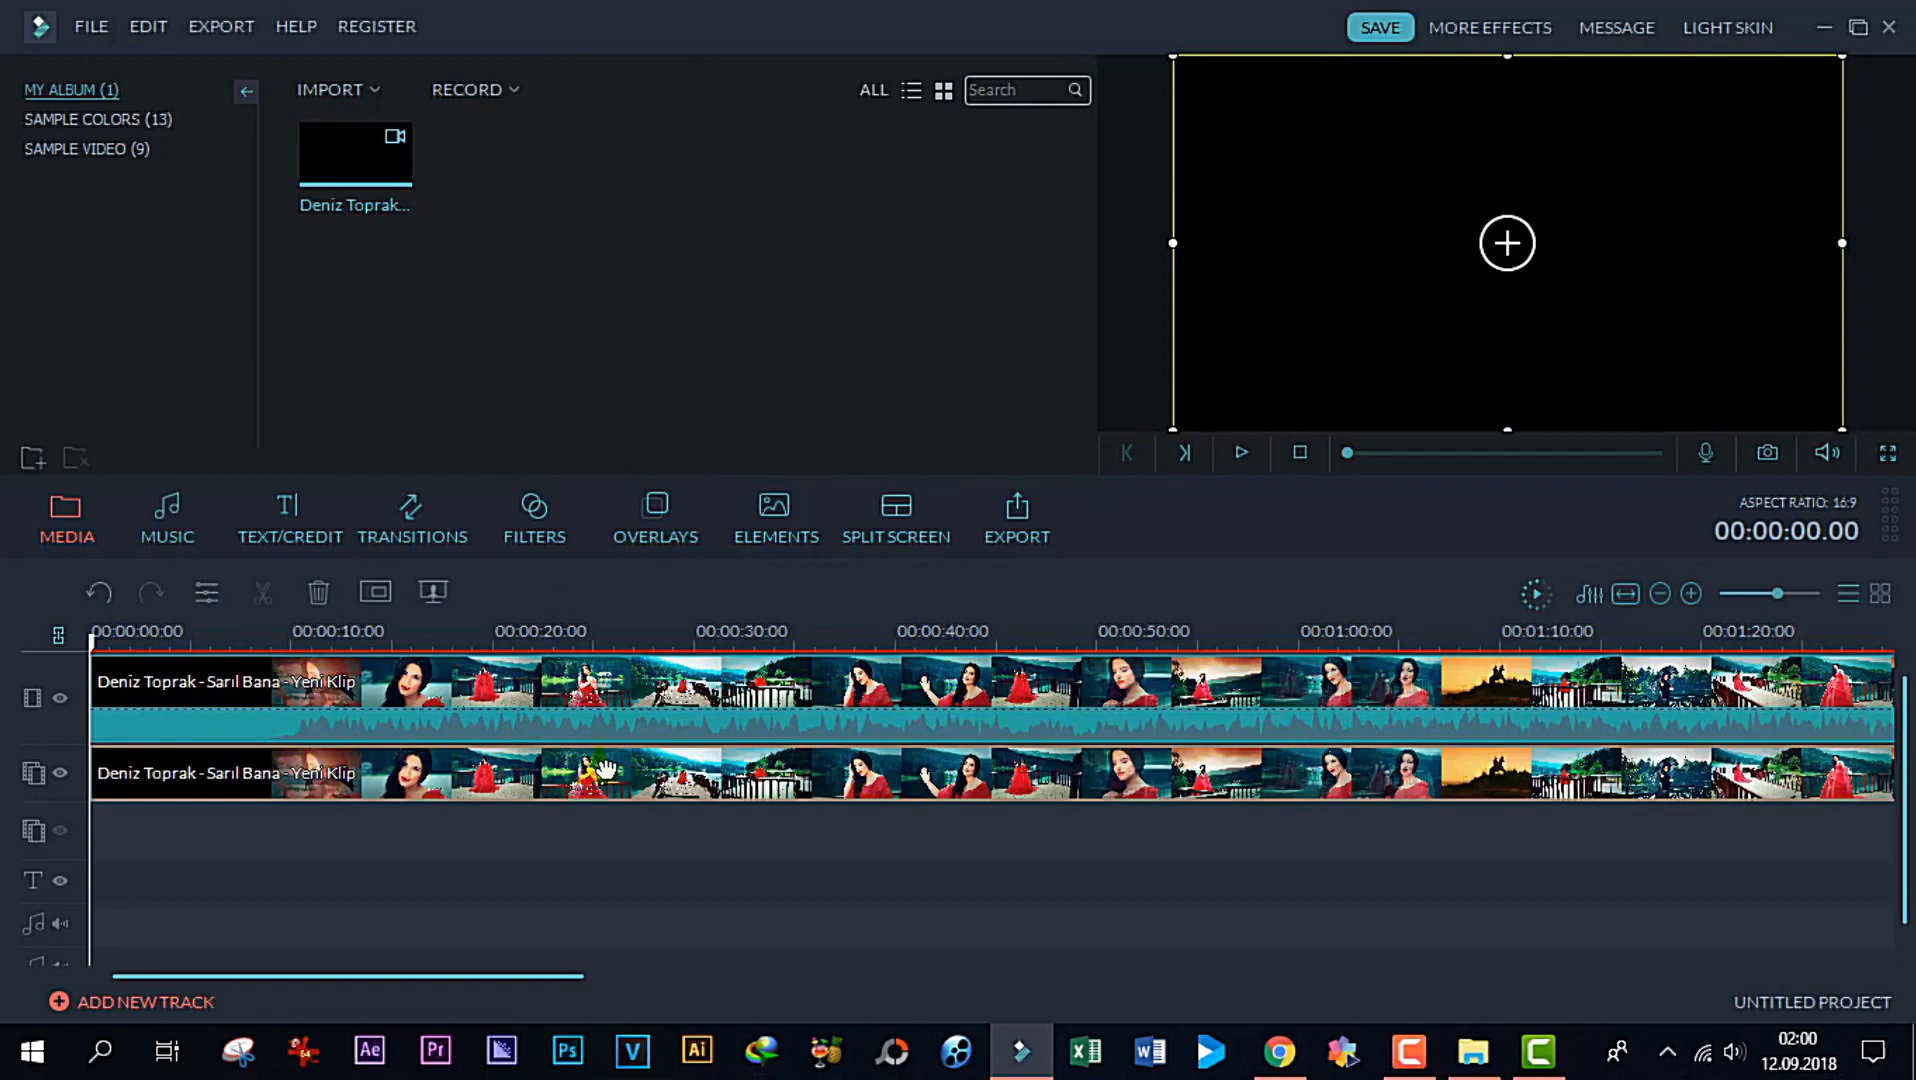 FILE EDIT EXPORT HELP REGISTER
SAVE MORE EFFECTS MESSAGE LIGHT SKIN
MY ALBUM (1)
SAMPLE COLORS (13)
SAMPLE VIDEO (9)
IMPORT RECORD ALL Search
Deniz Toprak...
MEDIA MUSIC TEXT/CREDIT TRANSITIONS FILTERS OVERLAYS ELEMENTS SPLIT SCREEN EXPORT
ASPECT RATIO: 16:9
00:00:00.00
00:00:00:00 00:00:10:00 00:00:20:00 00:00:30:00 00:00:40:00 00:00:50:00 00:01:00:00 00:01:10:00 00:01:20:00
Deniz Toprak - Sarıl Bana - Yeni Klip
Deniz Toprak - Sarıl Bana - Yeni Klip
ADD NEW TRACK
UNTITLED PROJECT
Ae Pr Ps V Ai
02:00
12.09.2018